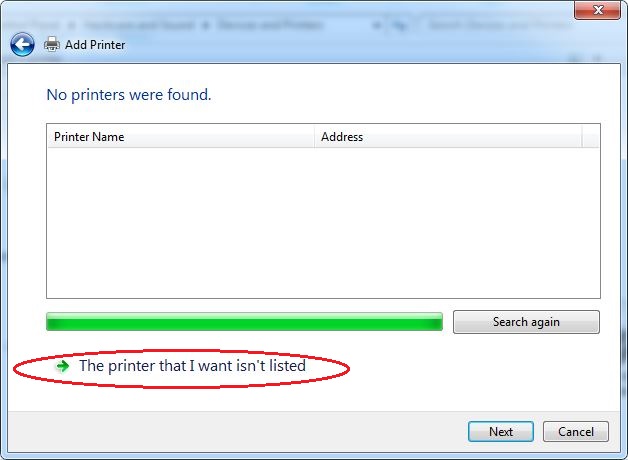 Add Printer
No printers were found.
Printer Name Address
Search again
The printer that I want isn't listed
Next Cancel